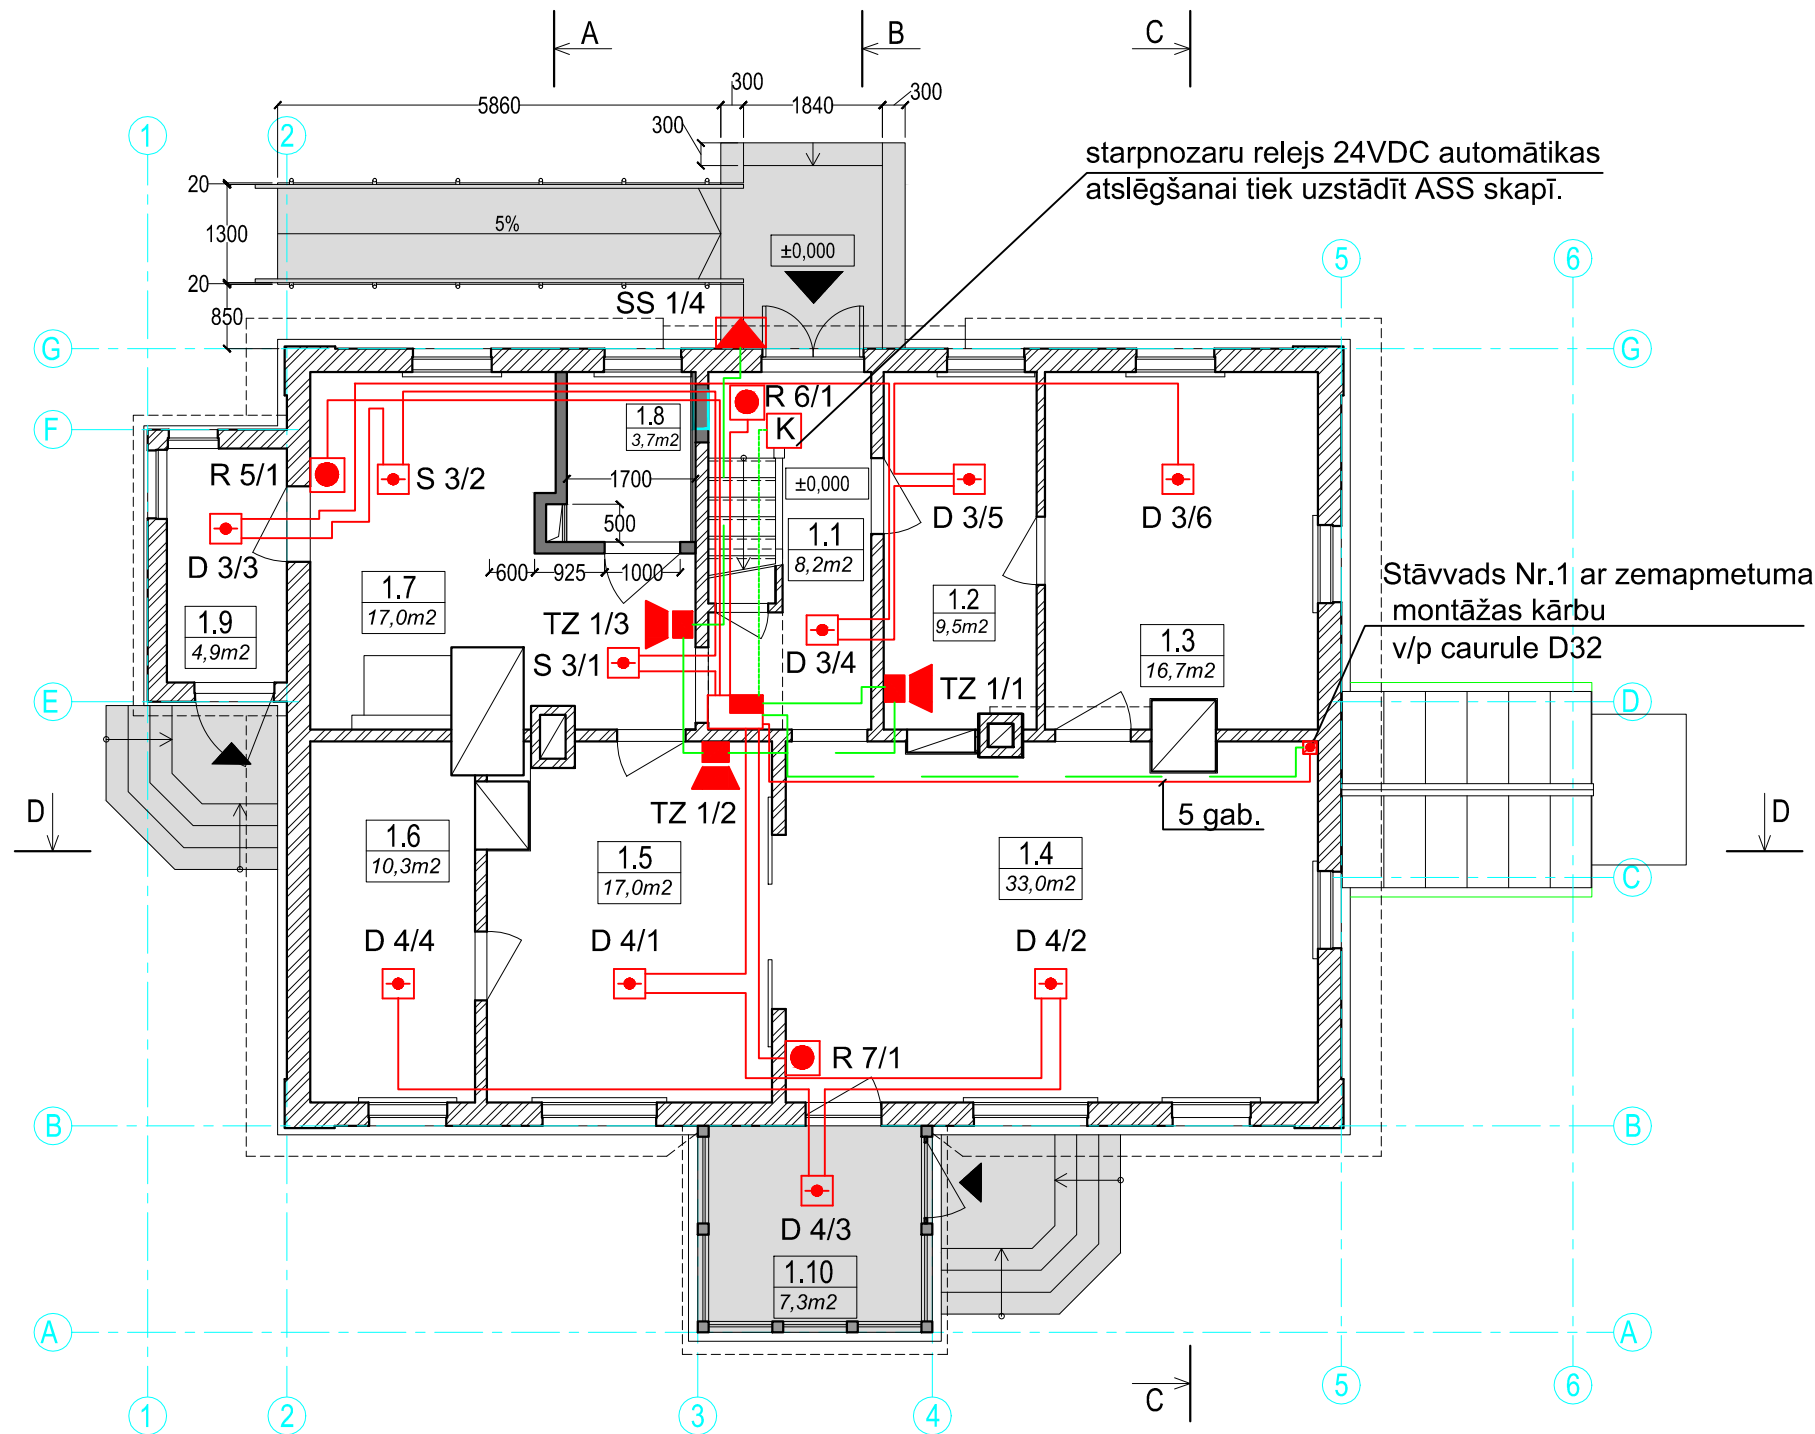 A
B
C
300
5860
1840
300
300
1
2
starpnozaru relejs 24VDC automātikas
atslēgšanai tiek uzstādīt ASS skapī.
20
1300
5%
±0,000
5
6
20
SS 1/4
850
G
G
F
R 6/1
1.8
3,7m2
K
R 5/1
S 3/2
1700
±0,000
D 3/5
D 3/6
500
1.1
8,2m2
D 3/3
600
925
1000
Stāvvads Nr.1 ar zemapmetuma
montāžas kārbu
v/p caurule D32
1.7
17,0m2
1.2
9,5m2
1.9
4,9m2
TZ 1/3
1.3
16,7m2
S 3/1
D 3/4
TZ 1/1
E
D
TZ 1/2
5 gab.
D
D
1.6
10,3m2
1.5
17,0m2
1.4
33,0m2
C
D 4/4
D 4/1
D 4/2
R 7/1
B
B
D 4/3
1.10
7,3m2
A
A
C
1
2
3
4
5
6